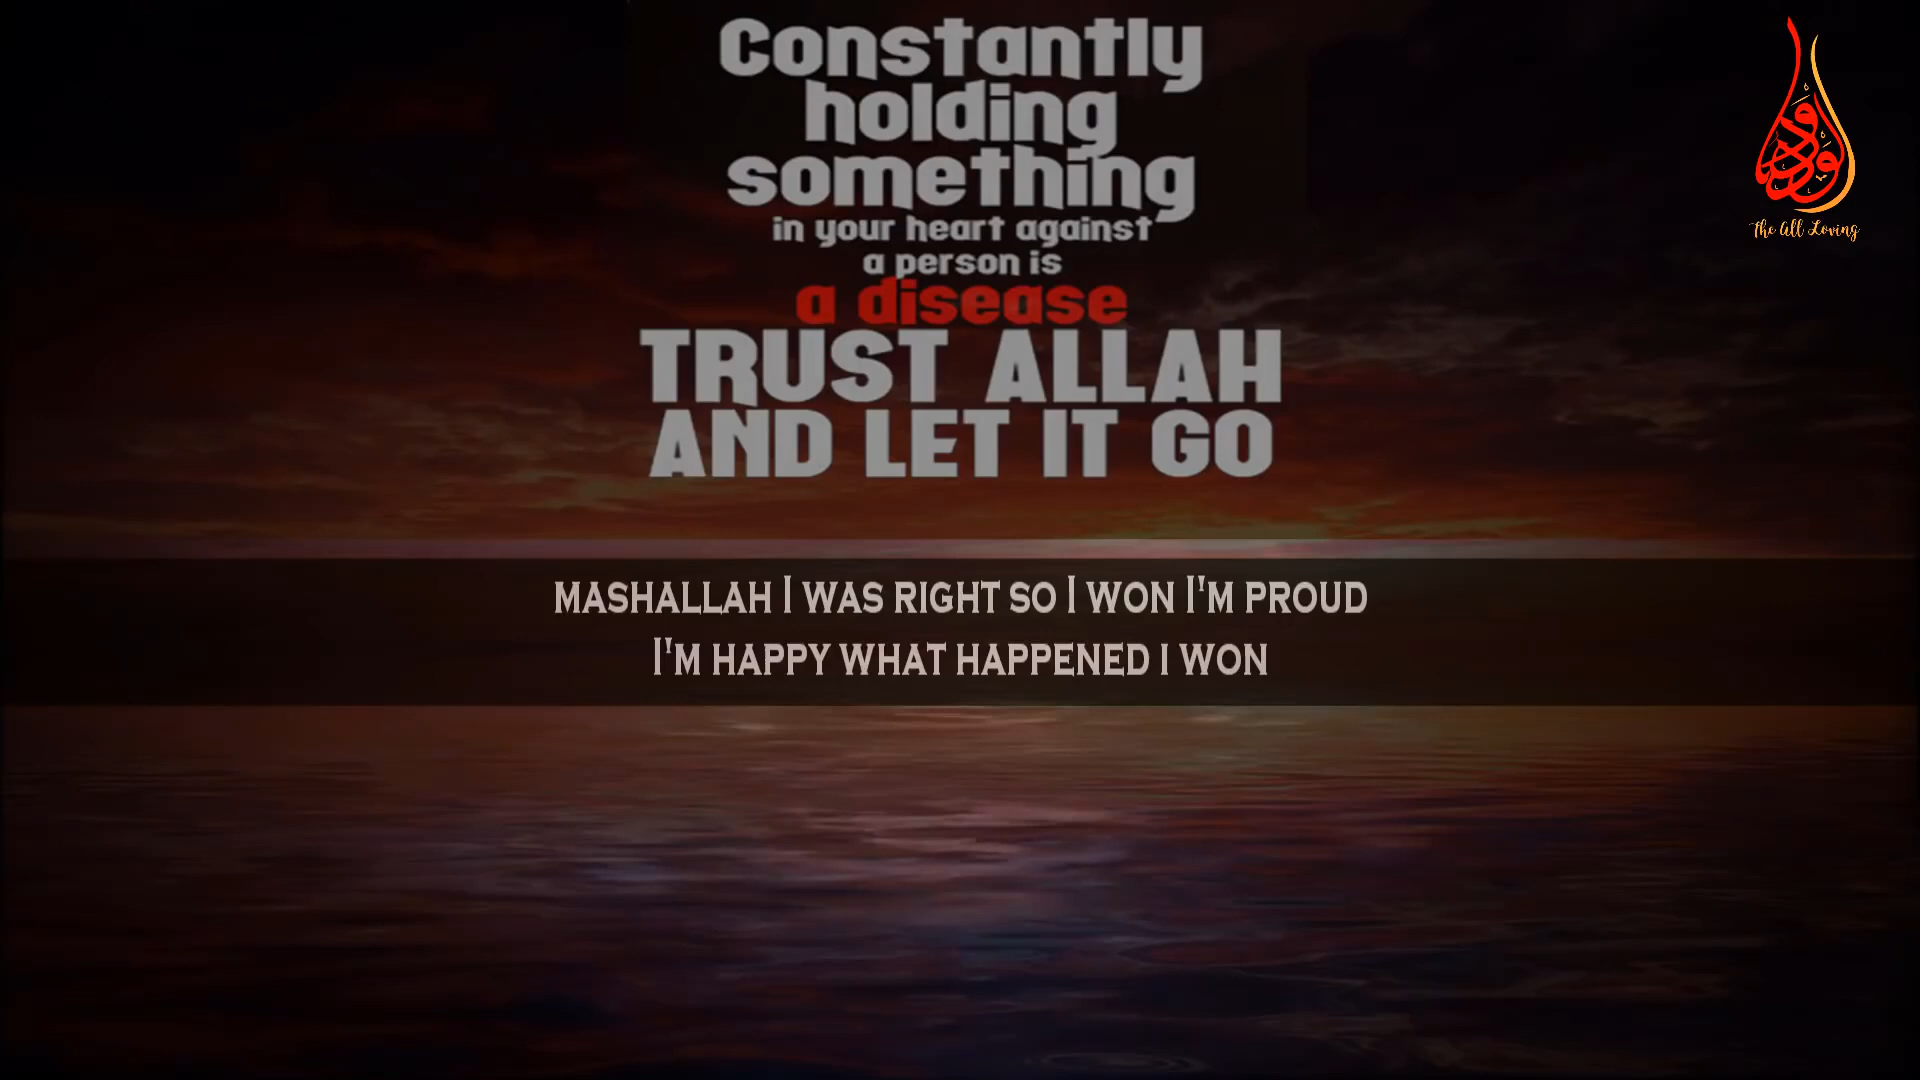 Constantly
holding
something
in your heart against
a person is
a disease
TRUST ALLAH
AND LET IT GO
The All Loving
MASHALLAH I WAS RIGHT SO I WON I'M PROUD
I'M HAPPY WHAT HAPPENED I WON